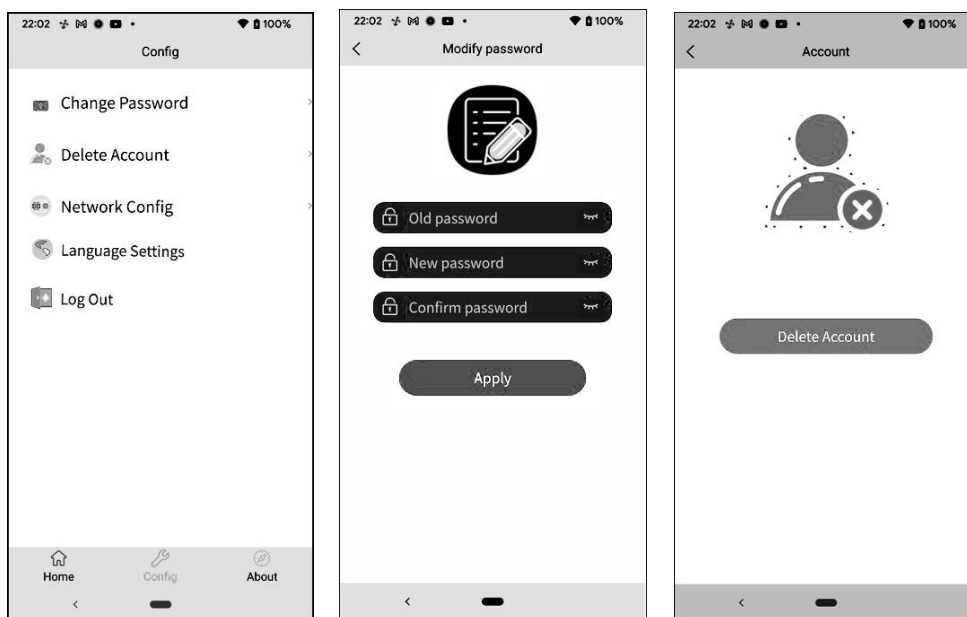 22:02 100%
Config
Change Password
Delete Account
Network Config
Language Settings
Log Out
Home Config About
22:02 100%
Modify password
Old password
New password
Confirm password
Apply
22:02 100%
Account
Delete Account